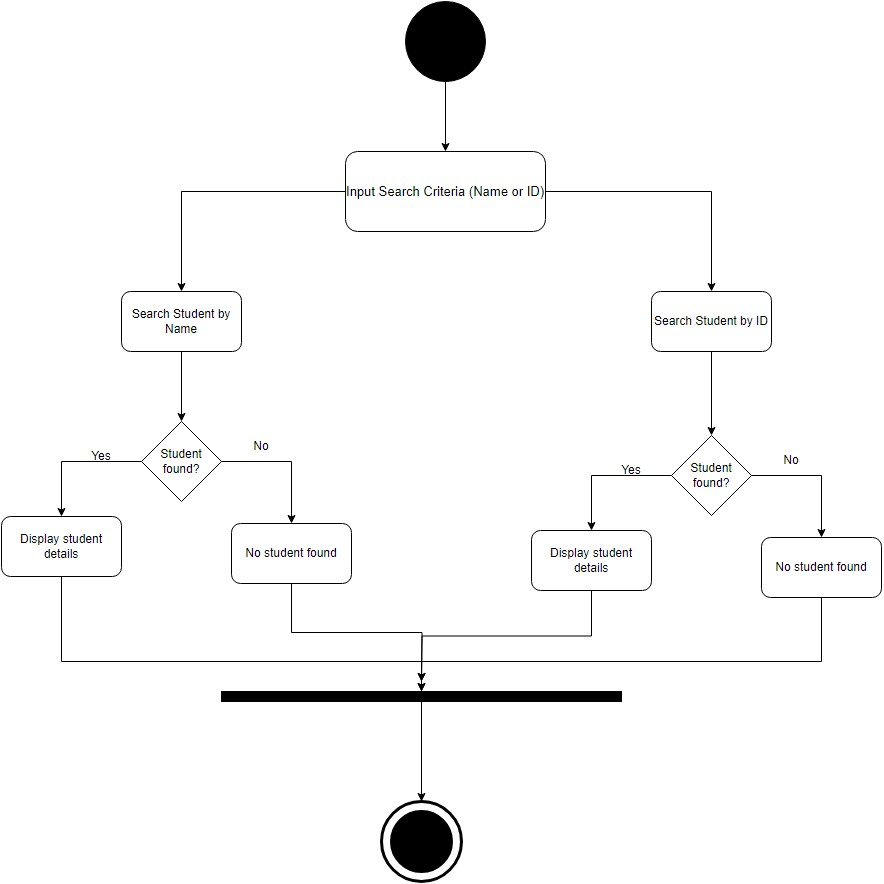 Input Search Criteria (Name or ID)
Search Student by
Name
Search Student by ID
Yes
Student
found?
No
Yes
Student
found?
No
Display student
details
No student found
Display student
details
No student found